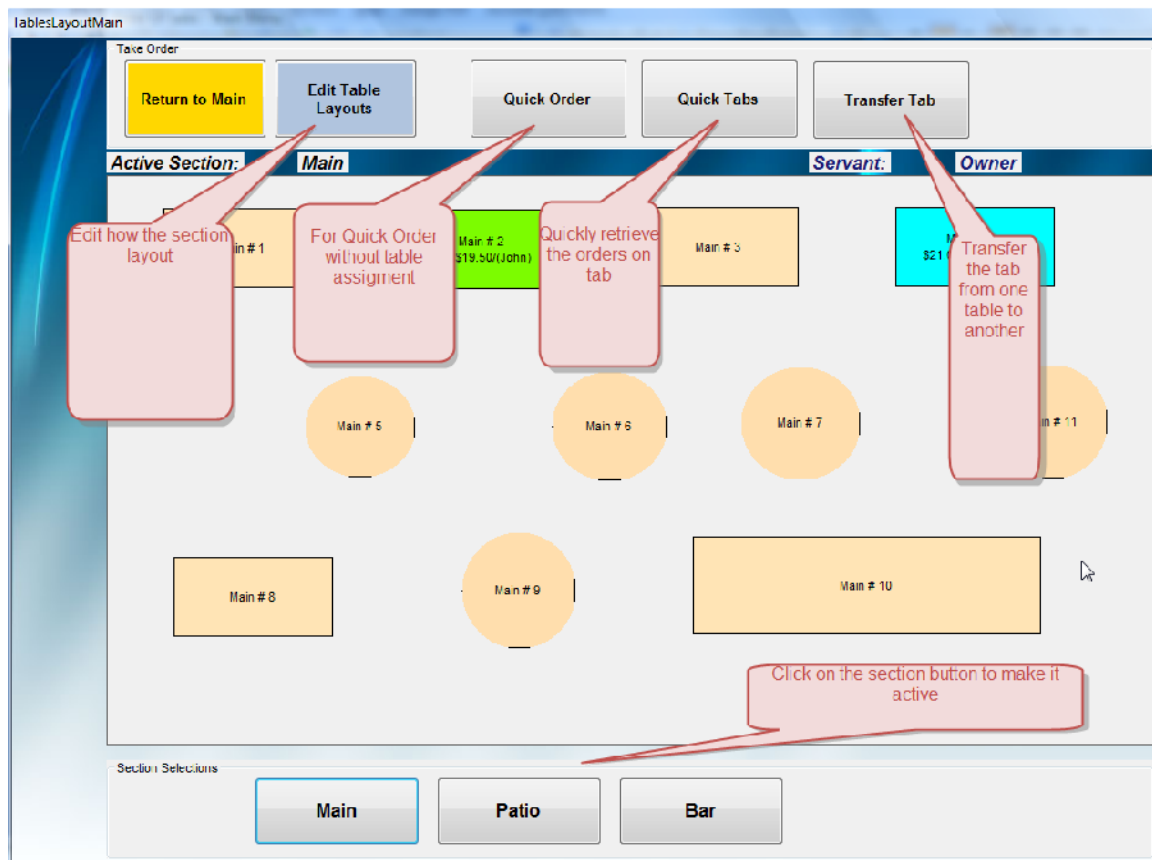 TablesLayoutMain
Take Order
Return to Main
Edit Table
Layouts
Quick Order
Quick Tabs
Transfer Tab
Active Section:
Main
Servant:
Owner
Edit how the section
layout
in # 1
For Quick Order
without table
assigment
Main # 2
$19.50/(John)
Quickly retrieve
the orders on
tab
Main # 3
$21
Transfer
the tab
from one
table to
another
Main # 5
Main # 6
Main # 7
# 11
Main # 8
Main # 9
Main # 10
Click on the section button to make it
active
Section Selections
Main
Patio
Bar